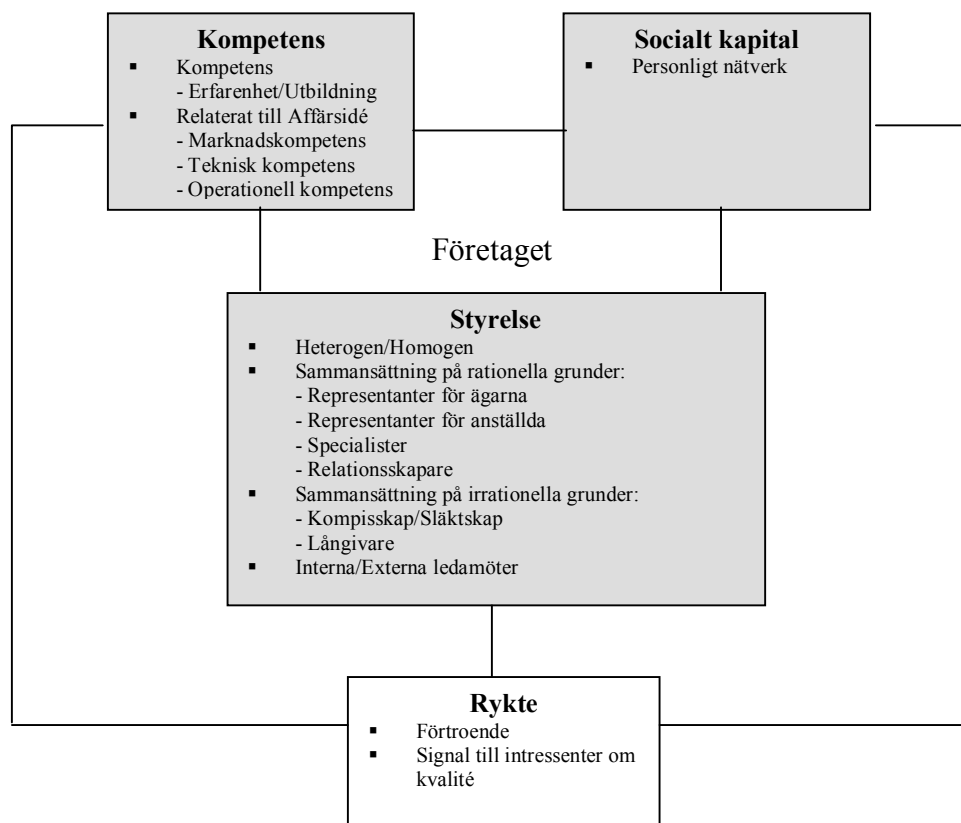 Kompetens
▪ Kompetens
- Erfarenhet/Utbildning
▪ Relaterat till Affärsidé
- Marknadskompetens
- Teknisk kompetens
- Operationell kompetens
Socialt kapital
▪ Personligt nätverk
Företaget
Styrelse
▪ Heterogen/Homogen
▪ Sammansättning på rationella grunder:
- Representanter för ägarna
- Representanter för anställda
- Specialister
- Relationsskapare
▪ Sammansättning på irrationella grunder:
- Kompisskap/Släktskap
- Långivare
▪ Interna/Externa ledamöter
Rykte
▪ Förtroende
▪ Signal till intressenter om
kvalité